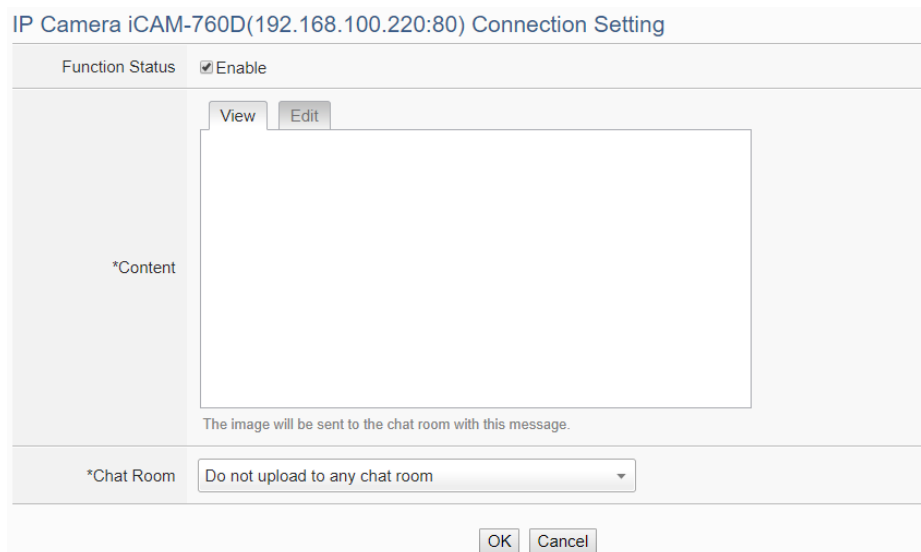 IP Camera iCAM-760D(192.168.100.220:80) Connection Setting
Function Status
Enable
View
Edit
*Content
The image will be sent to the chat room with this message.
*Chat Room
Do not upload to any chat room
OK
Cancel